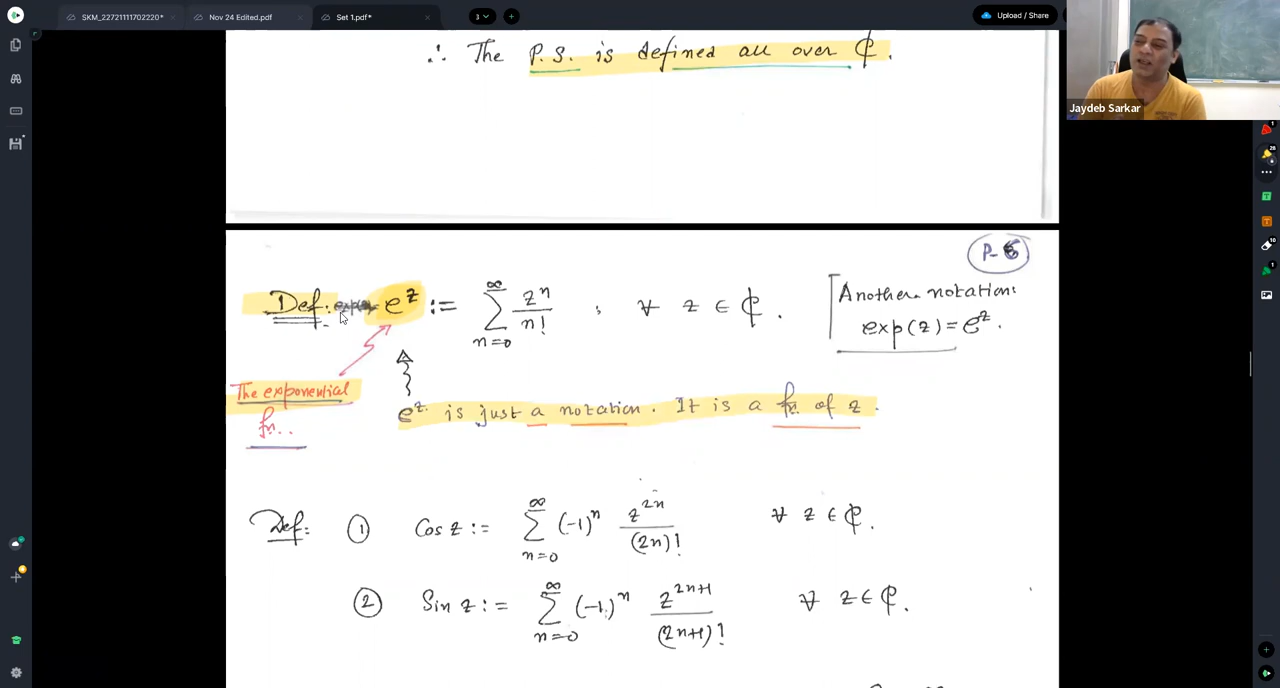 SKM_22721111702220*
Nov 24 Edited.pdf
Set 1.pdf*
3
Upload / Share
Jaydeb Sarkar
∴ The P.S. is defined all over ℂ.
P-6
Def: e^z := ∑_{n=0}^{∞} z^n/n! , ∀ z ∈ ℂ.
Another notation:
exp(z) = e^z.
The exponential
fn..
e^z is just a notation. It is a fn. of z.
Def: ① Cos z := ∑_{n=0}^{∞} (-1)^n z^{2n}/(2n)! ∀ z ∈ ℂ.
② Sin z := ∑_{n=0}^{∞} (-1)^n z^{2n+1}/(2n+1)! ∀ z ∈ ℂ.